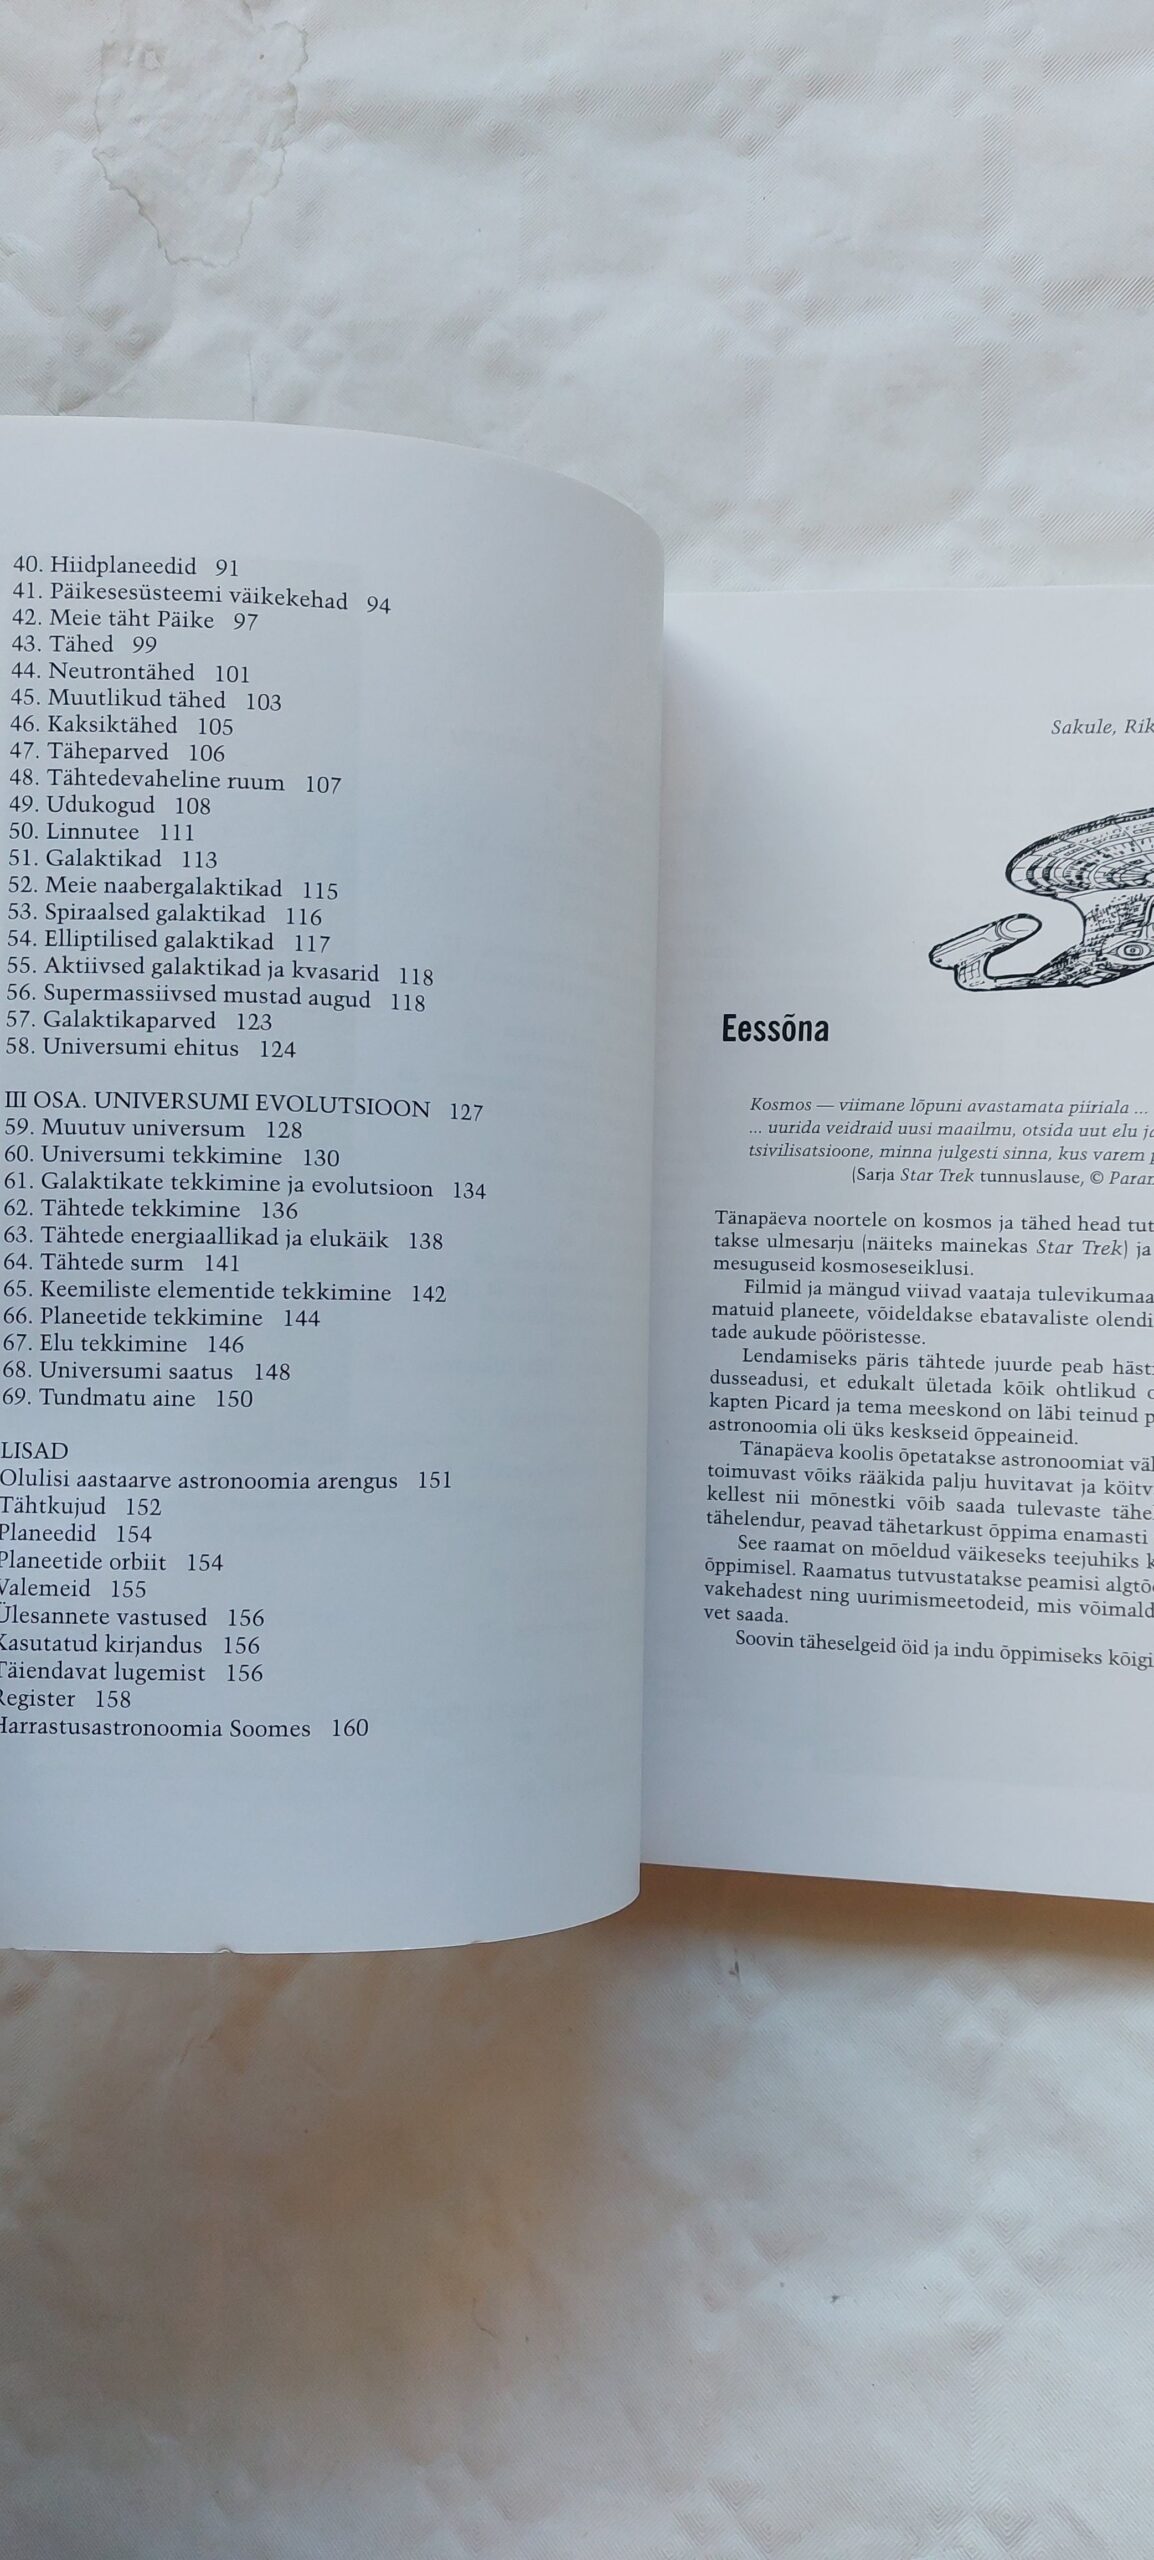 40. Hiidplaneedid 91
41. Päikesesüsteemi väikekehad 94
42. Meie täht Päike 97
43. Tähed 99
44. Neutrontähed 101
45. Muutlikud tähed 103
46. Kaksiktähed 105
47. Täheparved 106
48. Tähtedevaheline ruum 107
49. Udukogud 108
50. Linnutee 111
51. Galaktikad 113
52. Meie naabergalaktikad 115
53. Spiraalsed galaktikad 116
54. Elliptilised galaktikad 117
55. Aktiivsed galaktikad ja kvasarid 118
56. Supermassiivsed mustad augud 118
57. Galaktikaparved 123
58. Universumi ehitus 124
III OSA. UNIVERSUMI EVOLUTSIOON 127
59. Muutuv universum 128
60. Universumi tekkimine 130
61. Galaktikate tekkimine ja evolutsioon 134
62. Tähtede tekkimine 136
63. Tähtede energiaallikad ja elukäik 138
64. Tähtede surm 141
65. Keemiliste elementide tekkimine 142
66. Planeetide tekkimine 144
67. Elu tekkimine 146
68. Universumi saatus 148
69. Tundmatu aine 150
LISAD
Olulisi aastaarve astronoomia arengus 151
Tähtkujud 152
Planeedid 154
Planeetide orbiit 154
Valemeid 155
Ülesannete vastused 156
Kasutatud kirjandus 156
Täiendavat lugemist 156
Register 158
Harrastusastronoomia Soomes 160
Sakule, Rik
Eessõna
Kosmos — viimane lõpuni avastamata piiriala ...
... uurida veidraid uusi maailmu, otsida uut elu ja
tsivilisatsioone, minna julgesti sinna, kus varem p
(Sarja Star Trek tunnuslause, © Param
Tänapäeva noortele on kosmos ja tähed head tut
takse ulmesarju (näiteks mainekas Star Trek) ja
mesuguseid kosmoseseiklusi.
Filmid ja mängud viivad vaataja tulevikumaa
matuid planeete, võideldakse ebatavaliste olendi
tade aukude pööristesse.
Lendamiseks päris tähtede juurde peab hästi
dusseadusi, et edukalt ületada kõik ohtlikud
kapten Picard ja tema meeskond on läbi teinud p
astronoomia oli üks keskseid õppeaineid.
Tänapäeva koolis õpetatakse astronoomiat väl
toimuvast võiks rääkida palju huvitavat ja köitv
kellest nii mõnestki võib saada tulevaste tähel
tähelendur, peavad tähetarkust õppima enamasti
See raamat on mõeldud väikeseks teejuhiks k
õppimisel. Raamatus tutvustatakse peamisi algtõ
vakehadest ning uurimismeetodeid, mis võimald
vet saada.
Soovin täheselgeid öid ja indu õppimiseks kõigi